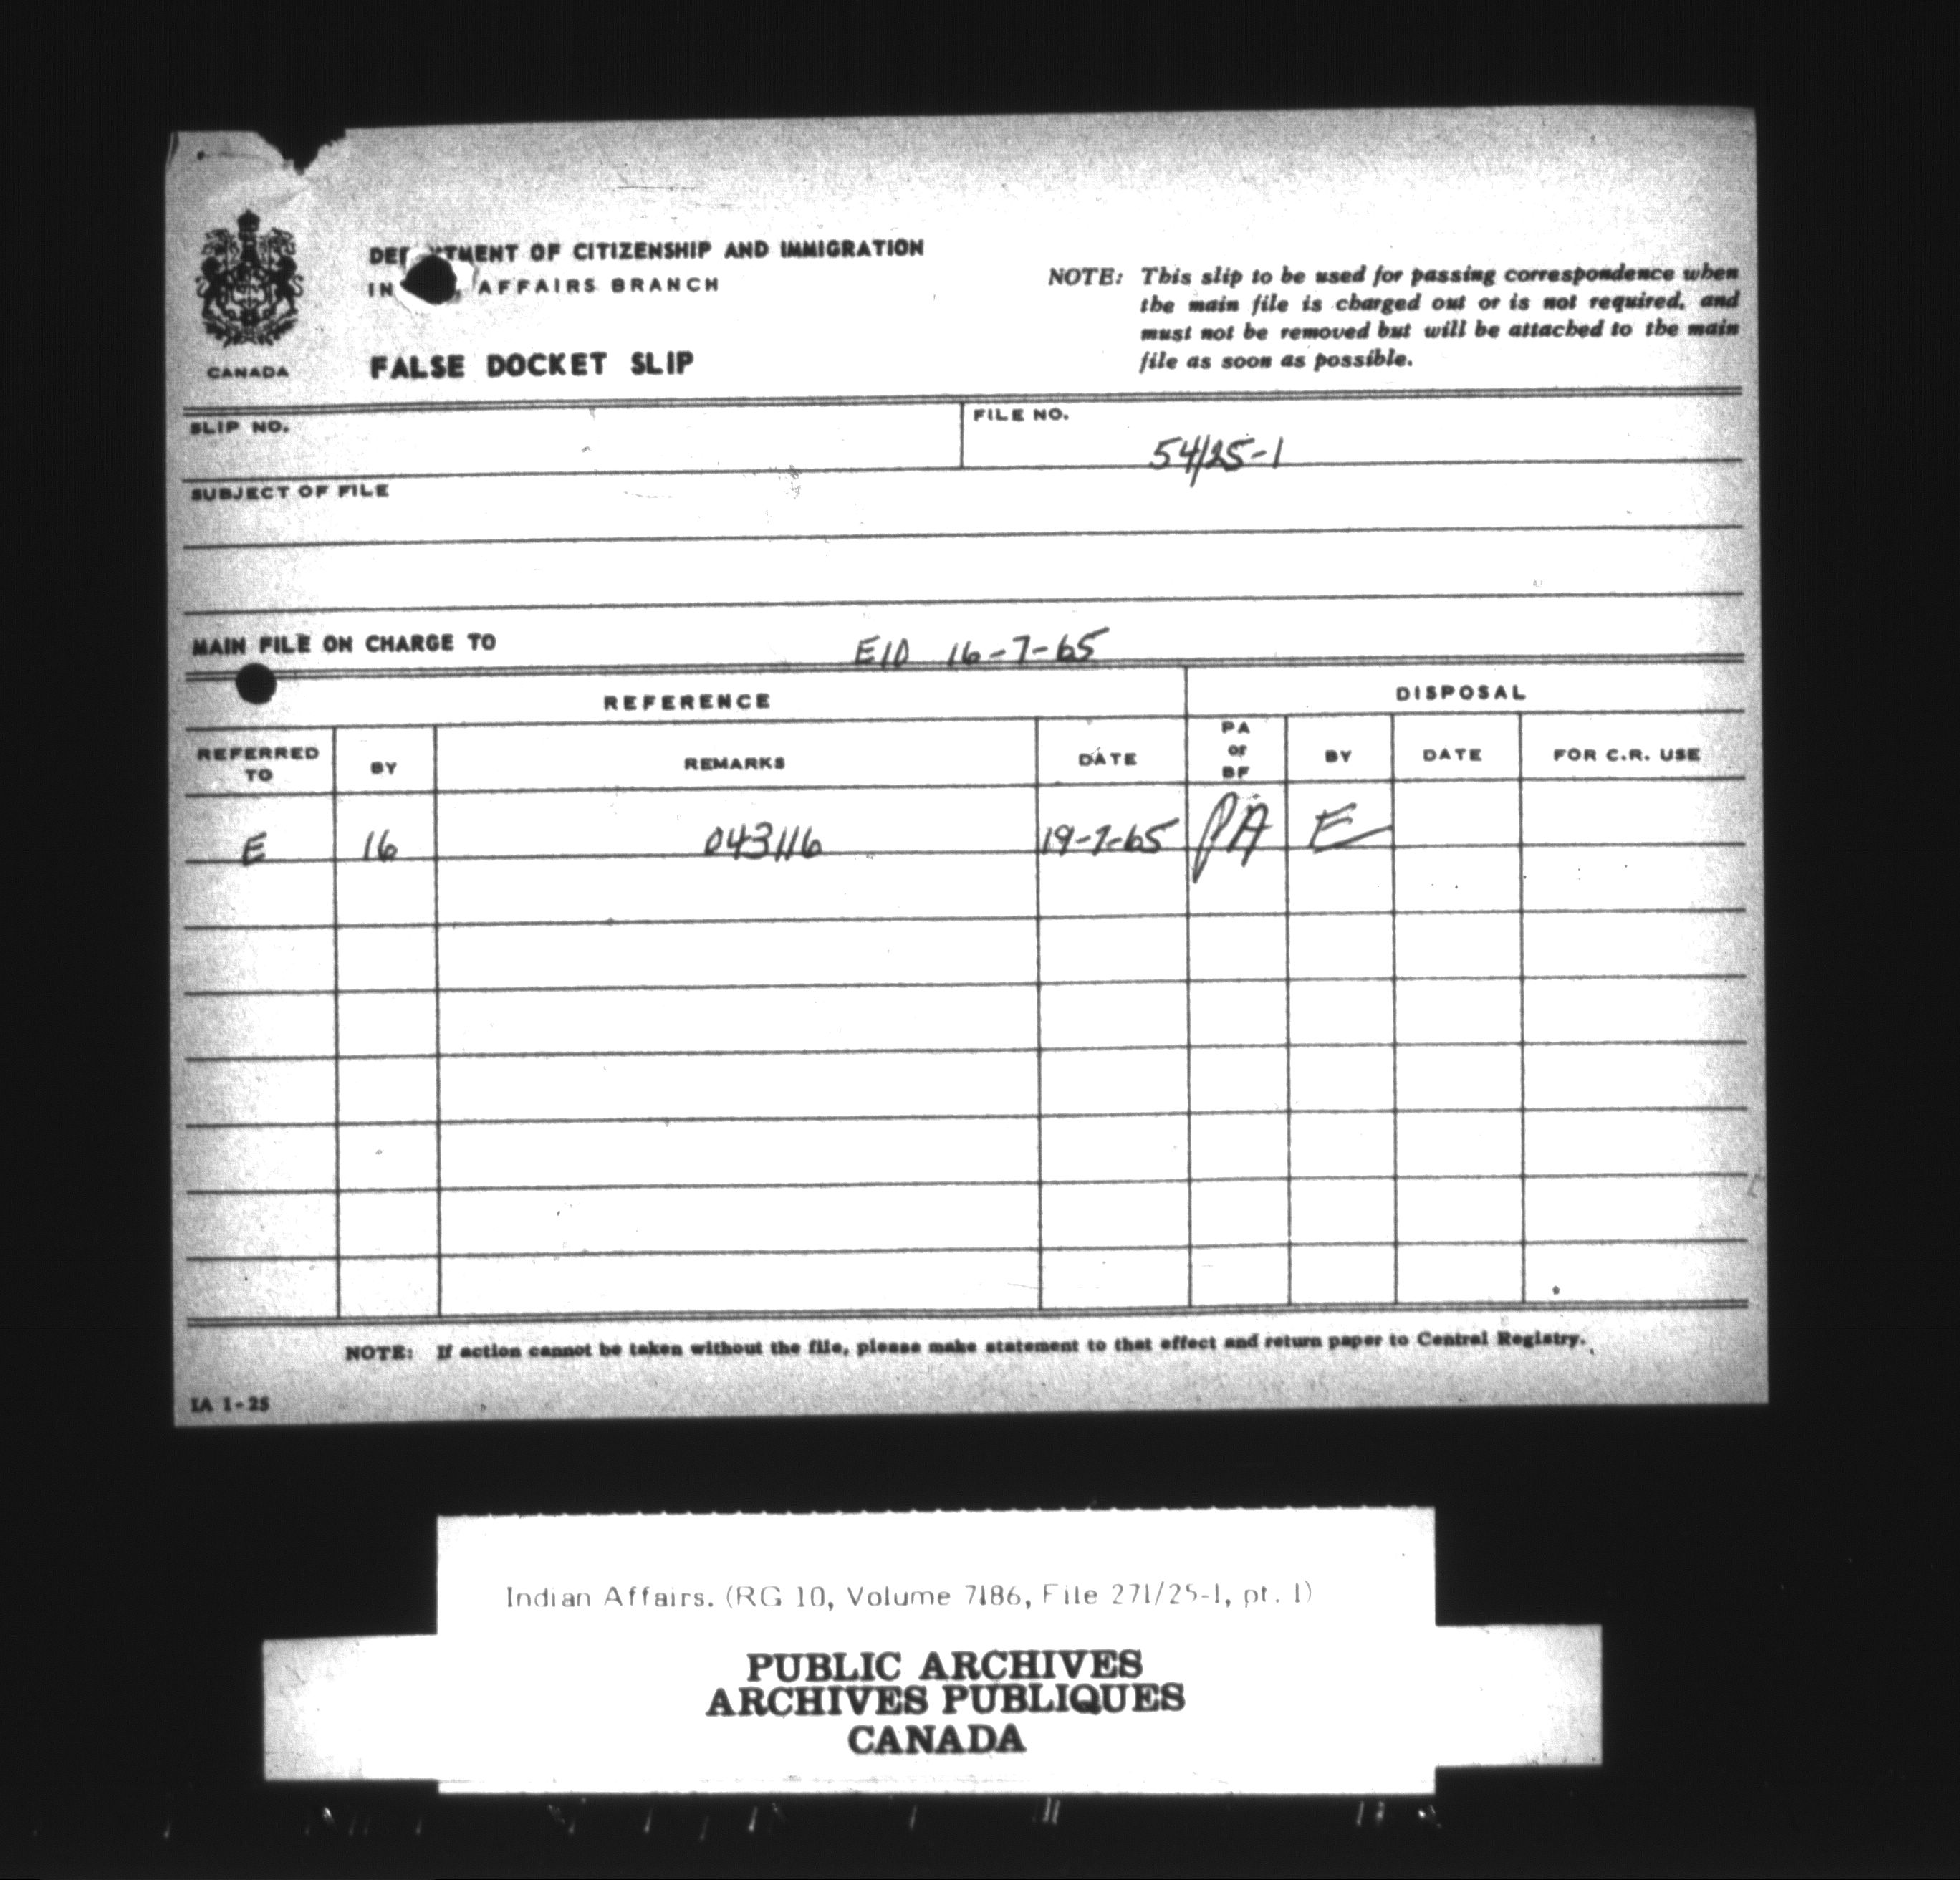 DEP TMENT OF CITIZENSHIP AND IMMIGRATION
IN AFFAIRS BRANCH
FALSE DOCKET SLIP
CANADA
NOTE: This slip to be used for passing correspondence when
the main file is charged out or is not required, and
must not be removed but will be attached to the main
file as soon as possible.
SLIP NO.
FILE NO.
54/25-1
SUBJECT OF FILE
MAIN FILE ON CHARGE TO E10 16-7-65
REFERENCE DISPOSAL
REFERRED TO BY REMARKS DATE PA or BF BY DATE FOR C.R. USE
E 16 043116 19-7-65 PA E
NOTE: If action cannot be taken without the file, please make statement to that effect and return paper to Central Registry.
IA 1-25
Indian Affairs. (RG 10, Volume 7186, File 271/25-1, pt. 1)
PUBLIC ARCHIVES
ARCHIVES PUBLIQUES
CANADA